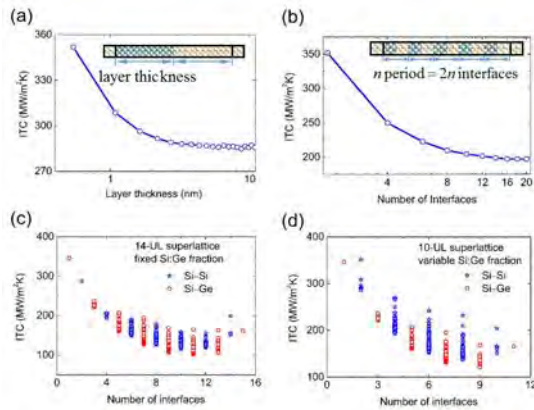 (a)
layer thickness
ITC (MW/m²K)
360
330
300
280
1
10
Layer thickness (nm)
(b)
n period = 2n interfaces
ITC (MW/m²K)
350
300
250
200
4
8
12
16
20
Number of Interfaces
(c)
14-UL superlattice
fixed Si:Ge fraction
Si-Si
Si-Ge
ITC (MW/m²K)
400
300
200
100
0
4
8
12
16
Number of interfaces
(d)
10-UL superlattice
variable Si:Ge fraction
Si-Si
Si-Ge
ITC (MW/m²K)
400
300
200
100
0
3
6
9
12
Number of interfaces